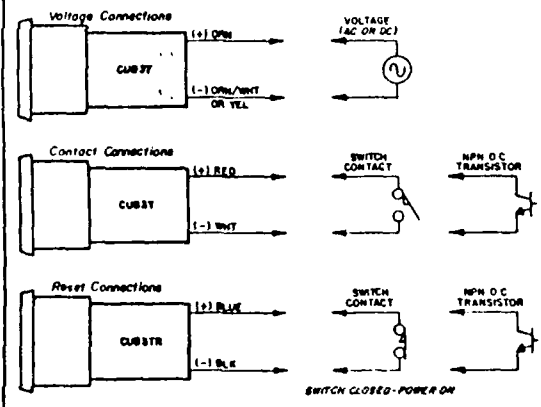 Voltage Connections
(+) ORN
CUB3T
(-) ORN/WHT
OR YEL
VOLTAGE
(AC OR DC)
Contact Connections
(+) RED
CUB3T
(-) WHT
SWITCH
CONTACT
NPN O C
TRANSISTOR
Reset Connections
(+) BLUE
CUB3TR
(-) BLK
SWITCH
CONTACT
NPN O C
TRANSISTOR
SWITCH CLOSED - POWER ON